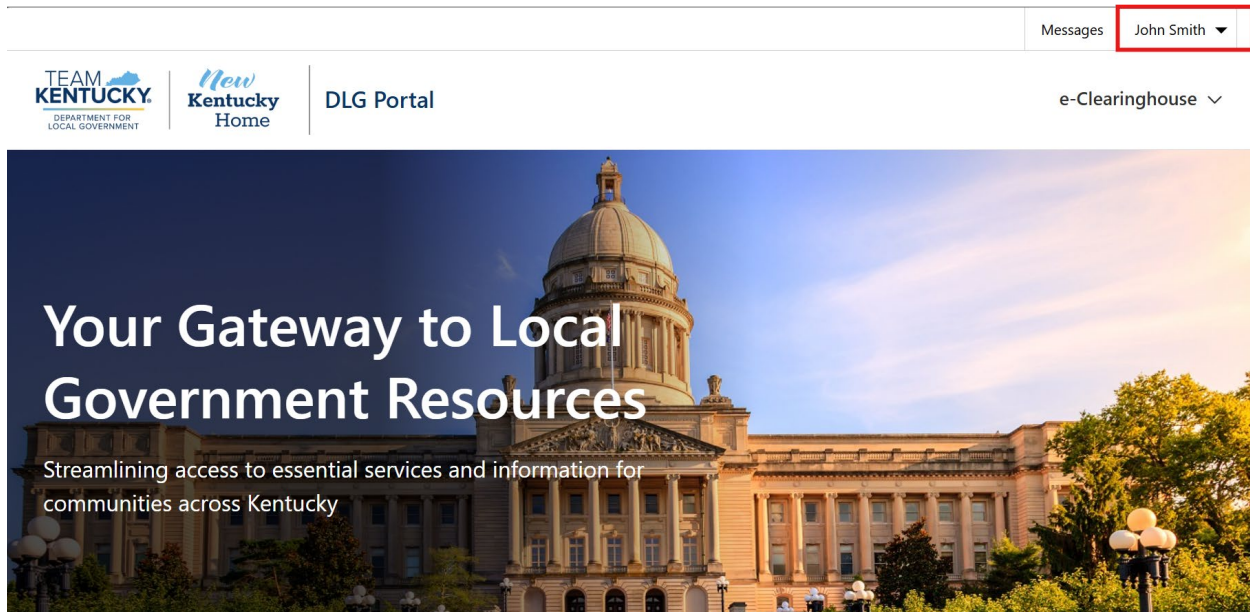 Messages John Smith
TEAM
KENTUCKY.
DEPARTMENT FOR
LOCAL GOVERNMENT
New
Kentucky
Home
DLG Portal
e-Clearinghouse
Your Gateway to Local
Government Resources
Streamlining access to essential services and information for
communities across Kentucky